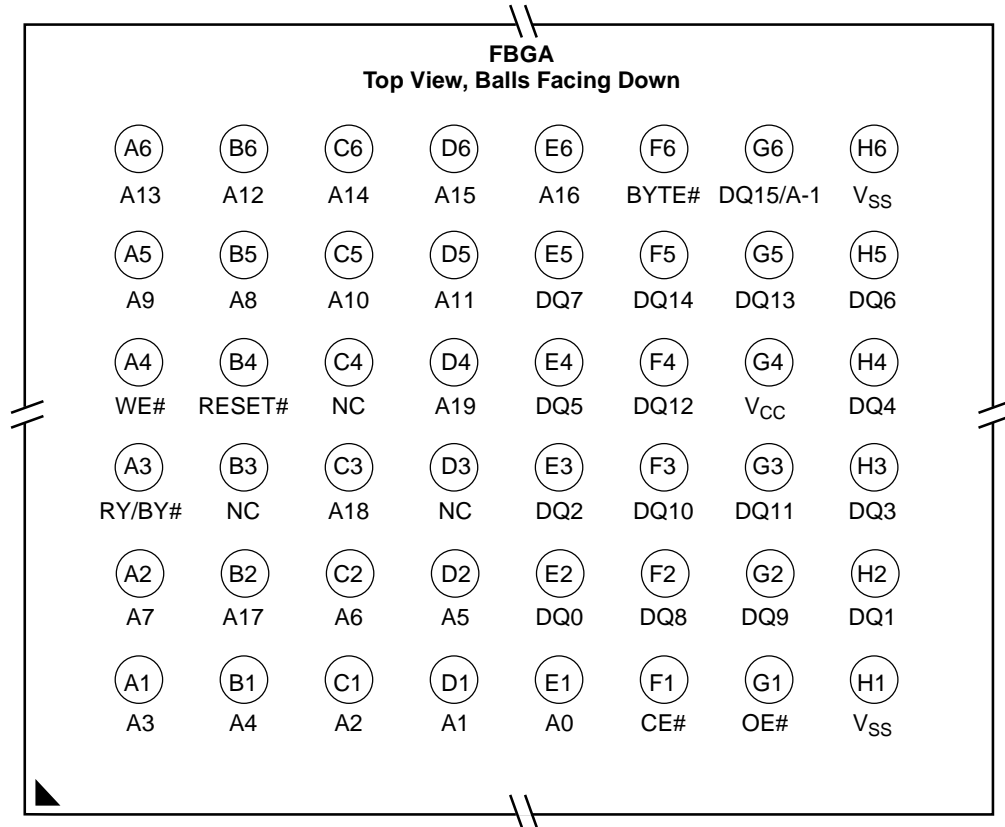 FBGA
Top View, Balls Facing Down
A6 B6 C6 D6 E6 F6 G6 H6
A13 A12 A14 A15 A16 BYTE# DQ15/A-1 VSS
A5 B5 C5 D5 E5 F5 G5 H5
A9 A8 A10 A11 DQ7 DQ14 DQ13 DQ6
A4 B4 C4 D4 E4 F4 G4 H4
WE# RESET# NC A19 DQ5 DQ12 VCC DQ4
A3 B3 C3 D3 E3 F3 G3 H3
RY/BY# NC A18 NC DQ2 DQ10 DQ11 DQ3
A2 B2 C2 D2 E2 F2 G2 H2
A7 A17 A6 A5 DQ0 DQ8 DQ9 DQ1
A1 B1 C1 D1 E1 F1 G1 H1
A3 A4 A2 A1 A0 CE# OE# VSS